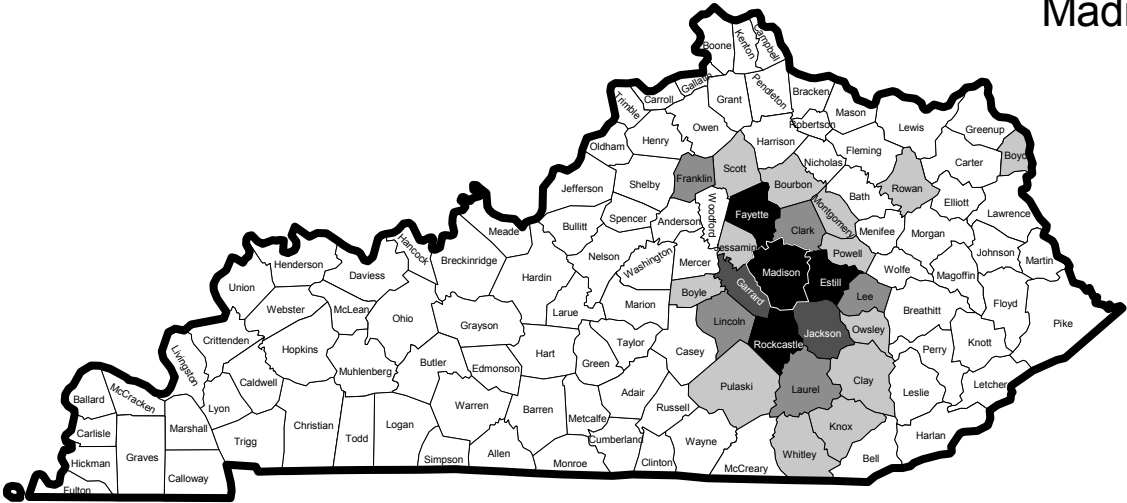 Madi
Boone
Kenton
Campbell
Gallatin
Carroll
Trimble
Grant
Pendleton
Bracken
Mason
Robertson
Owen
Henry
Oldham
Harrison
Lewis
Greenup
Boyd
Carter
Fleming
Nicholas
Scott
Franklin
Shelby
Jefferson
Bourbon
Rowan
Bath
Elliott
Lawrence
Montgomery
Woodford
Fayette
Clark
Menifee
Morgan
Anderson
Spencer
Bullitt
Meade
Breckinridge
Hancock
Daviess
Henderson
Union
Jessamin
Powell
Wolfe
Magoffin
Johnson
Martin
Mercer
Washington
Nelson
Hardin
Madison
Estill
Garrard
Boyle
Marion
Larue
Lee
Breathitt
Floyd
Pike
Webster
McLean
Ohio
Grayson
Lincoln
Rockcastle
Jackson
Owsley
Perry
Knott
Letcher
Crittenden
Livingston
Hopkins
Muhlenberg
Butler
Edmonson
Hart
Green
Taylor
Casey
Pulaski
Laurel
Clay
Leslie
Caldwell
Lyon
Ballard
McCracken
Marshall
Carlisle
Graves
Hickman
Fulton
Calloway
Trigg
Christian
Todd
Logan
Warren
Simpson
Allen
Barren
Metcalfe
Adair
Russell
Monroe
Cumberland
Clinton
Wayne
McCreary
Whitley
Knox
Bell
Harlan